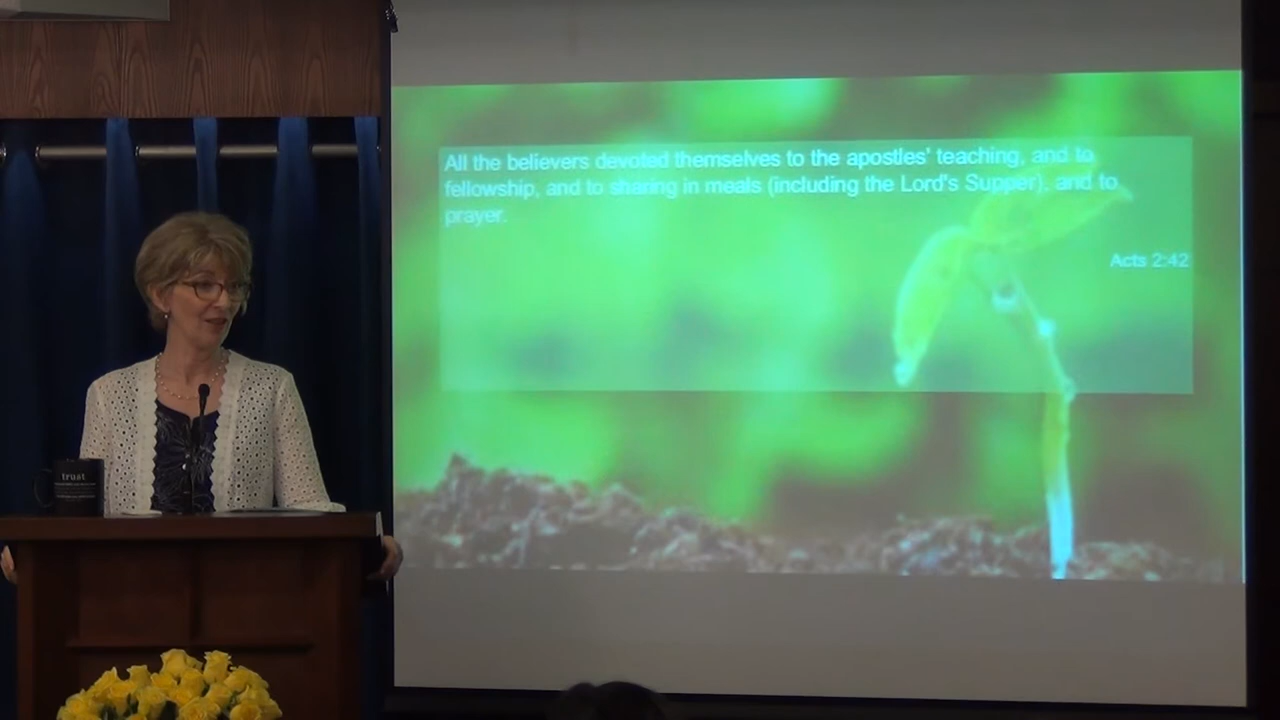 All the believers devoted themselves to the apostles' teaching, and to
fellowship, and to sharing in meals (including the Lord's Supper), and to
prayer.
Acts 2:42
trust